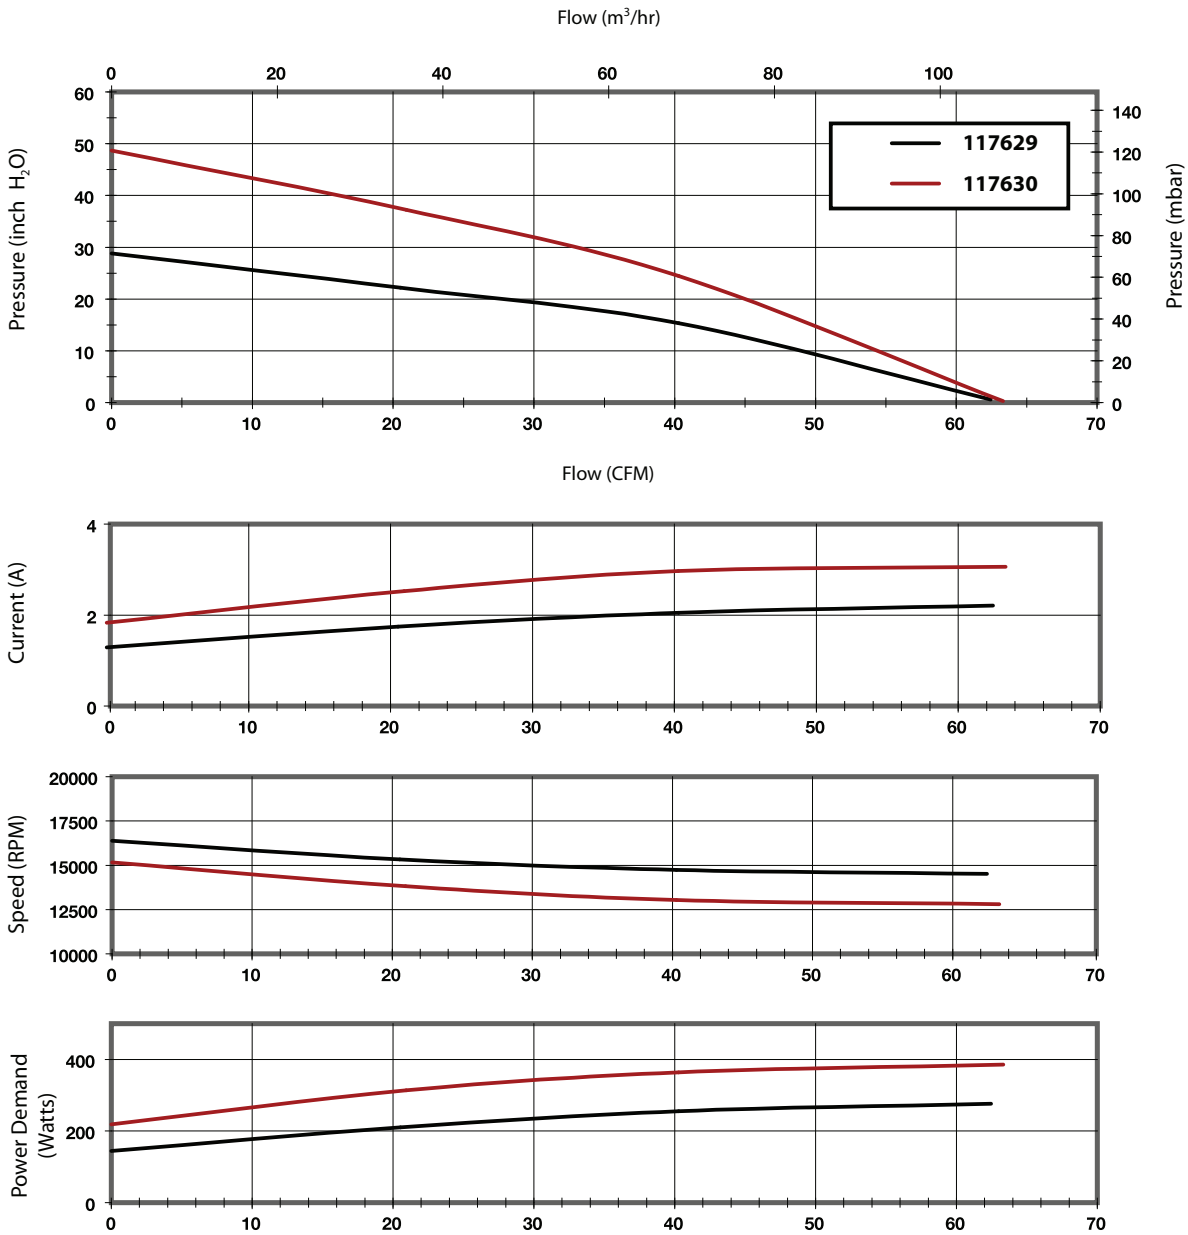 Flow (m³/hr)
0 20 40 60 80 100
Pressure (inch H₂O)
60
50
40
30
20
10
0
117629
117630
140
120
100
80
60
40
20
0
Pressure (mbar)
0 10 20 30 40 50 60 70
Flow (CFM)
Current (A)
4
2
0
0 10 20 30 40 50 60 70
Speed (RPM)
20000
17500
15000
12500
10000
0 10 20 30 40 50 60 70
Power Demand
(Watts)
400
200
0
0 10 20 30 40 50 60 70